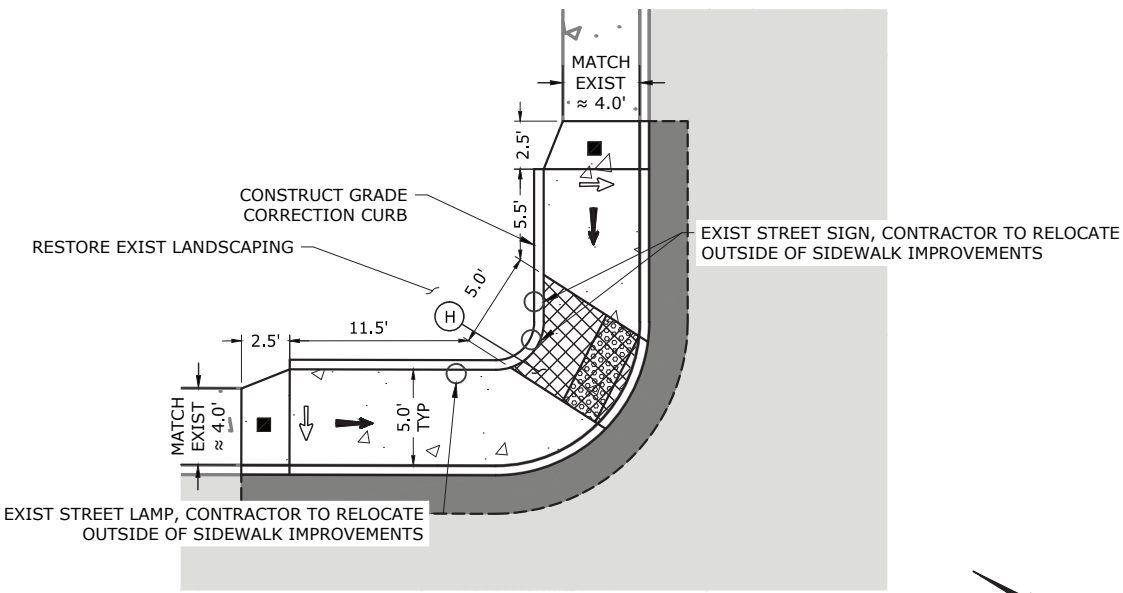 MATCH
EXIST
≈ 4.0'
2.5'
5.5'
CONSTRUCT GRADE
CORRECTION CURB
RESTORE EXIST LANDSCAPING
EXIST STREET SIGN, CONTRACTOR TO RELOCATE
OUTSIDE OF SIDEWALK IMPROVEMENTS
5.0'
H
11.5'
2.5'
MATCH
EXIST
≈ 4.0'
5.0'
TYP
EXIST STREET LAMP, CONTRACTOR TO RELOCATE
OUTSIDE OF SIDEWALK IMPROVEMENTS